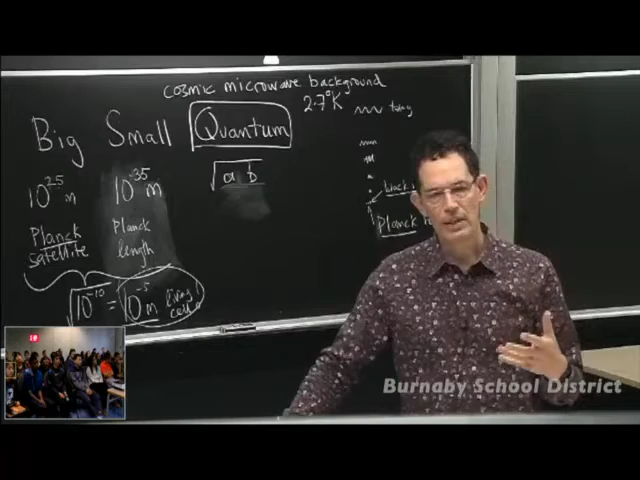 cosmic microwave background
2.7°K
tiny
Big Small Quantum
10^25 m 10^-35 m √a b
Planck satellite
Planck length
black
Planck
√10^-10 = 10^-5 m living cell
Burnaby School District